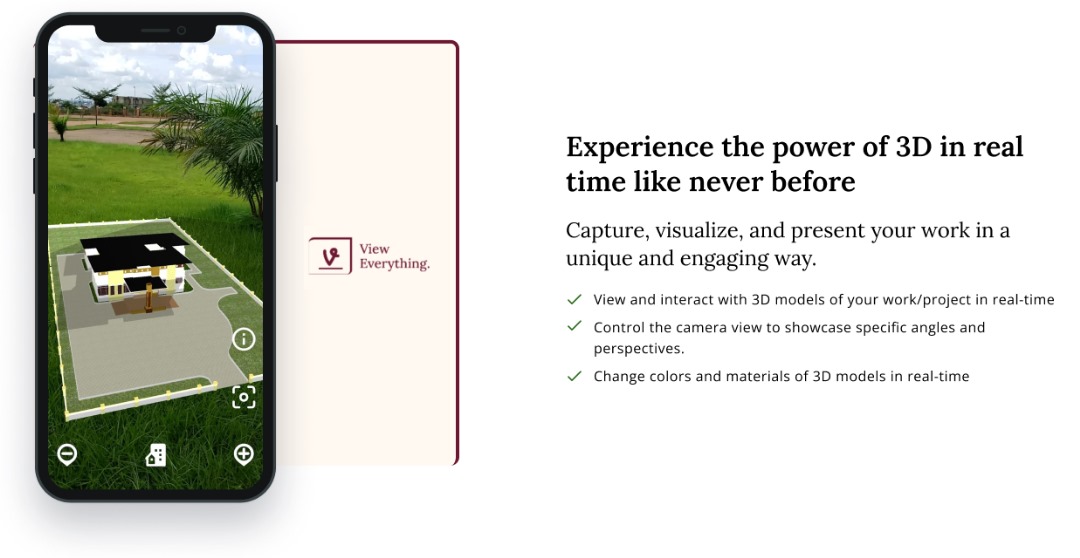 View
Everything.
Experience the power of 3D in real
time like never before
Capture, visualize, and present your work in a
unique and engaging way.
View and interact with 3D models of your work/project in real-time
Control the camera view to showcase specific angles and
perspectives.
Change colors and materials of 3D models in real-time